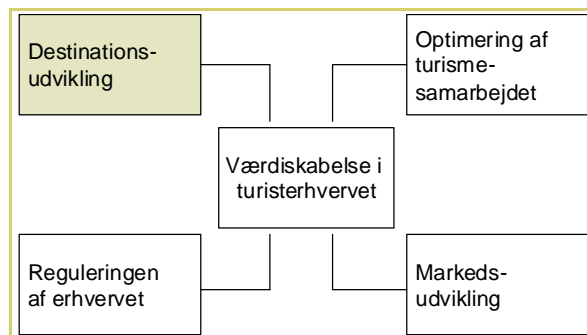 Destinations-
udvikling
Optimering af
turisme-
samarbejdet
Værdiskabelse i
turisterhvervet
Reguleringen
af erhvervet
Markeds-
udvikling